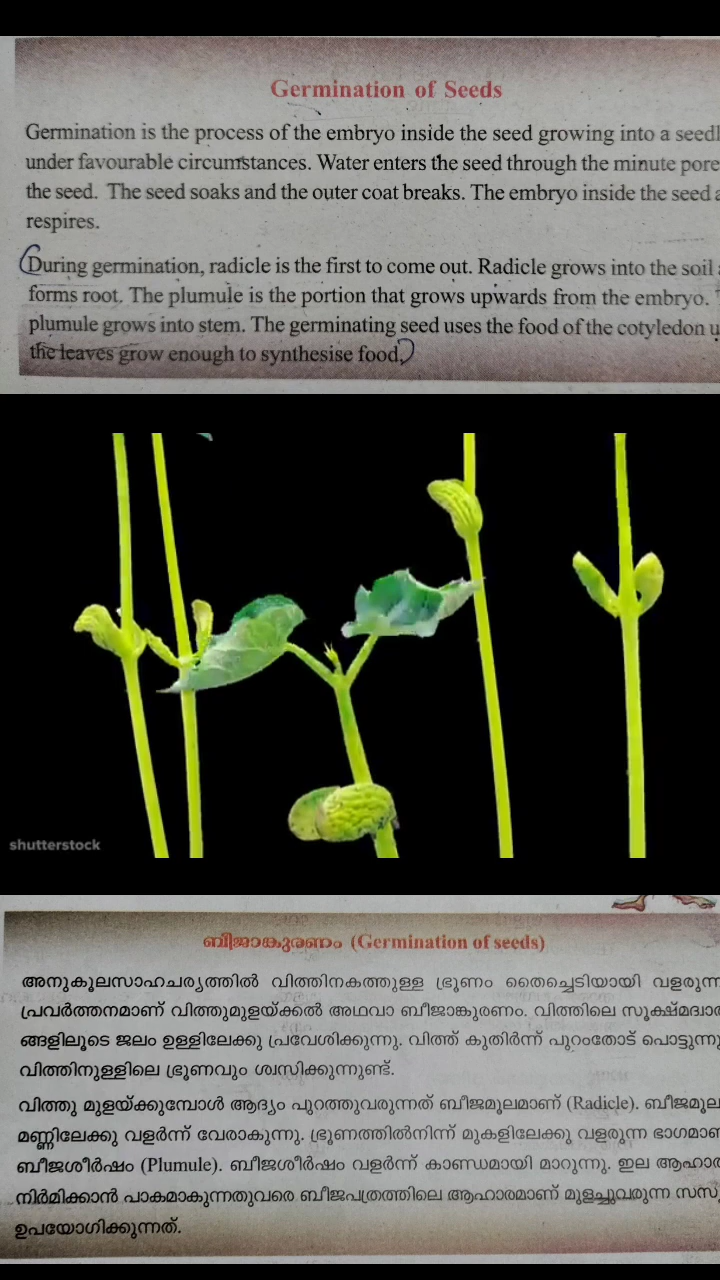 Germination of Seeds
Germination is the process of the embryo inside the seed growing into a seedl
under favourable circumstances. Water enters the seed through the minute pore
the seed. The seed soaks and the outer coat breaks. The embryo inside the seed a
respires.
During germination, radicle is the first to come out. Radicle grows into the soil
forms root. The plumule is the portion that grows upwards from the embryo.
plumule grows into stem. The germinating seed uses the food of the cotyledon u
the leaves grow enough to synthesise food.
shutterstock
ബീജാങ്കുരണം (Germination of seeds)
അനുകൂലസാഹചര്യത്തിൽ വിത്തിനകത്തുള്ള ഭ്രൂണം തൈച്ചെടിയായി വളരുന്ന
പ്രവർത്തനമാണ് വിത്തുമുളയ്ക്കൽ അഥവാ ബീജാങ്കുരണം. വിത്തിലെ സൂക്ഷ്മദ്വാര
ങ്ങളിലൂടെ ജലം ഉള്ളിലേക്കു പ്രവേശിക്കുന്നു. വിത്ത് കുതിർന്ന് പുറംതോട് പൊട്ടുന്നു
വിത്തിനുള്ളിലെ ഭ്രൂണവും ശ്വസിക്കുന്നുണ്ട്.
വിത്തു മുളയ്ക്കുമ്പോൾ ആദ്യം പുറത്തുവരുന്നത് ബീജമൂലമാണ് (Radicle). ബീജമൂല
മണ്ണിലേക്കു വളർന്ന് വേരാകുന്നു. ഭ്രൂണത്തിൽനിന്ന് മുകളിലേക്കു വളരുന്ന ഭാഗമാണ്
ബീജശീർഷം (Plumule). ബീജശീർഷം വളർന്ന് കാണ്ഡമായി മാറുന്നു. ഇല ആഹാര
നിർമിക്കാൻ പാകമാകുന്നതുവരെ ബീജപത്രത്തിലെ ആഹാരമാണ് മുളച്ചുവരുന്ന സസ്യ
ഉപയോഗിക്കുന്നത്.